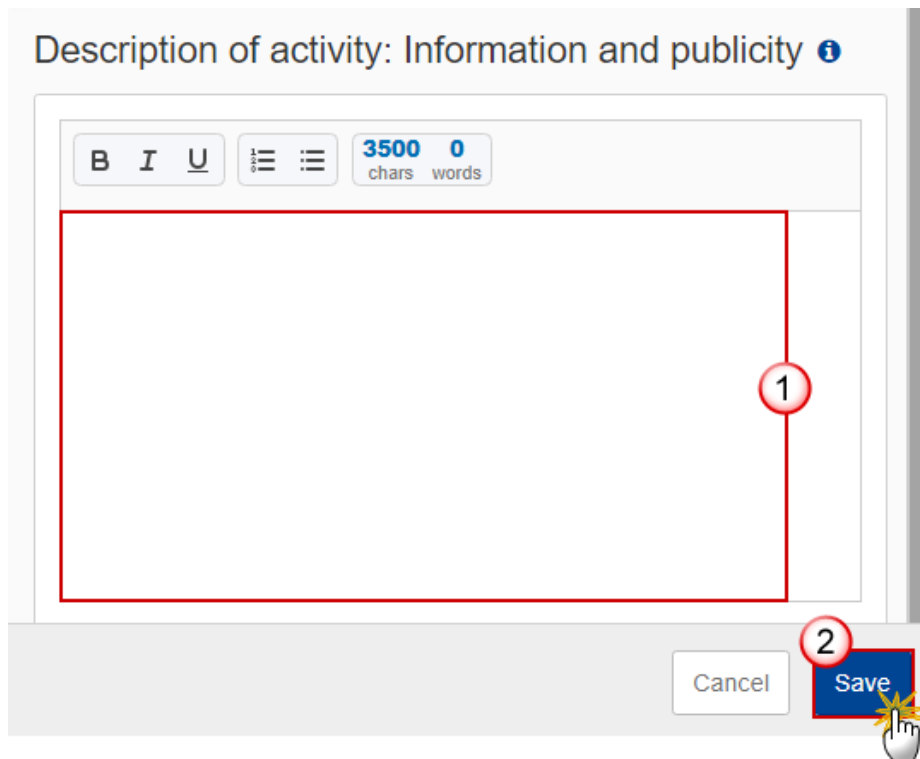 Description of activity: Information and publicity
B I U 3500 0
chars words
1
2
Cancel Save